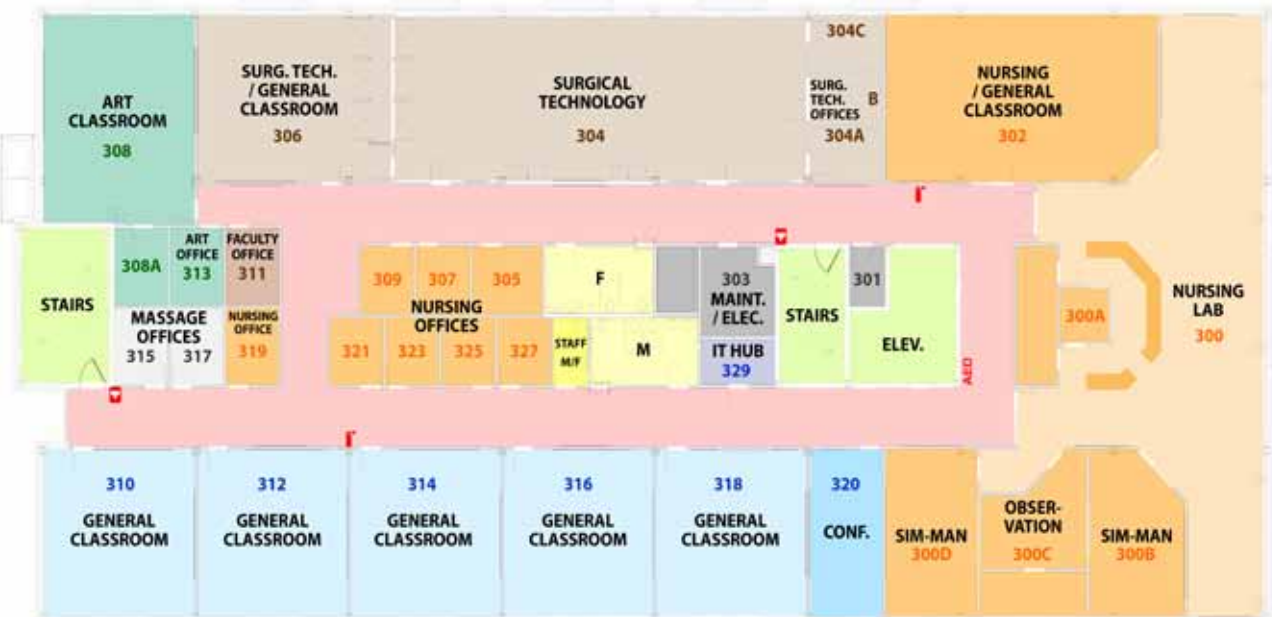 ART
CLASSROOM
308
SURG. TECH.
/ GENERAL
CLASSROOM
306
SURGICAL
TECHNOLOGY
304
304C
SURG.
TECH.
OFFICES
B
304A
NURSING
/ GENERAL
CLASSROOM
302
STAIRS
308A
ART
OFFICE
313
FACULTY
OFFICE
311
MASSAGE
OFFICES
315
317
NURSING
OFFICE
319
309
307
305
NURSING
OFFICES
321
323
325
327
F
STAFF
M/F
M
303
MAINT.
/ ELEC.
IT HUB
329
STAIRS
301
ELEV.
AED
300A
NURSING
LAB
300
310
GENERAL
CLASSROOM
312
GENERAL
CLASSROOM
314
GENERAL
CLASSROOM
316
GENERAL
CLASSROOM
318
GENERAL
CLASSROOM
320
CONF.
SIM-MAN
300D
OBSER-
VATION
300C
SIM-MAN
300B